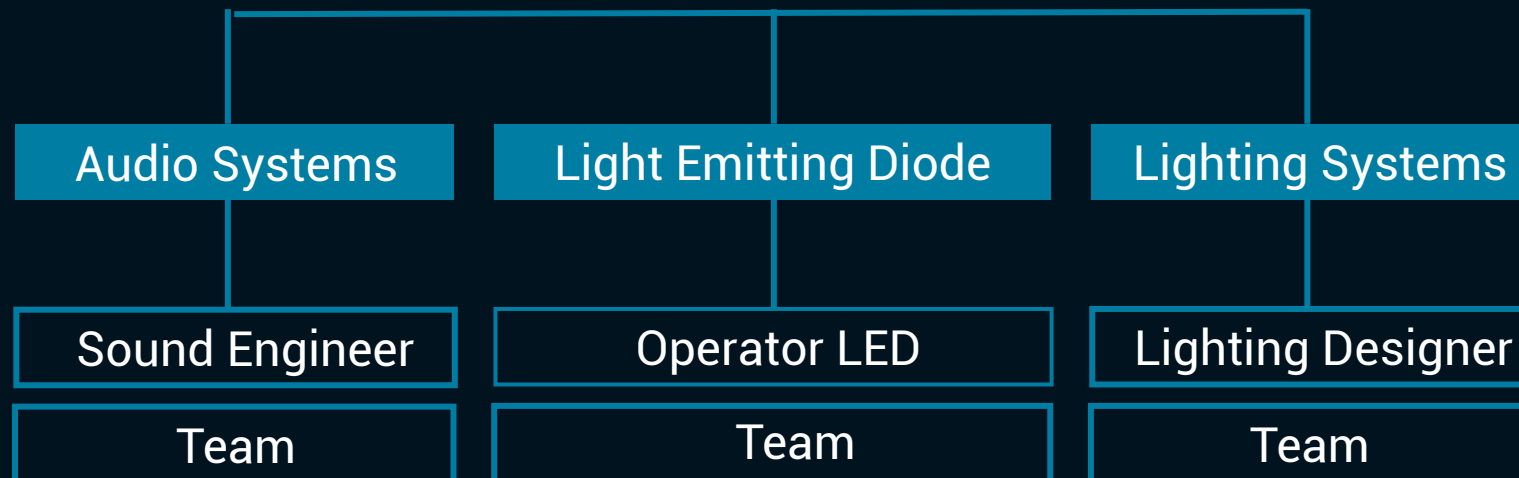 Audio Systems
Light Emitting Diode
Lighting Systems
Sound Engineer
Operator LED
Lighting Designer
Team
Team
Team